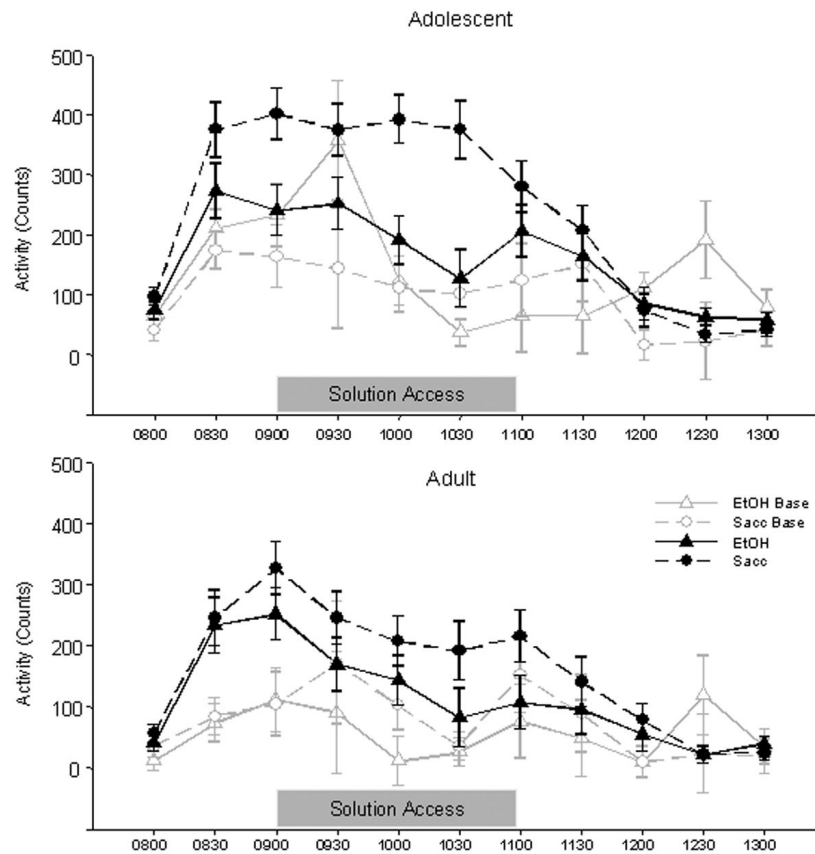 Adolescent
500
400
300
200
100
0
Activity (Counts)
Solution Access
0800 0830 0900 0930 1000 1030 1100 1130 1200 1230 1300
Adult
500
400
300
200
100
0
Activity (Counts)
EtOH Base
Sacc Base
EtOH
Sacc
Solution Access
0800 0830 0900 0930 1000 1030 1100 1130 1200 1230 1300